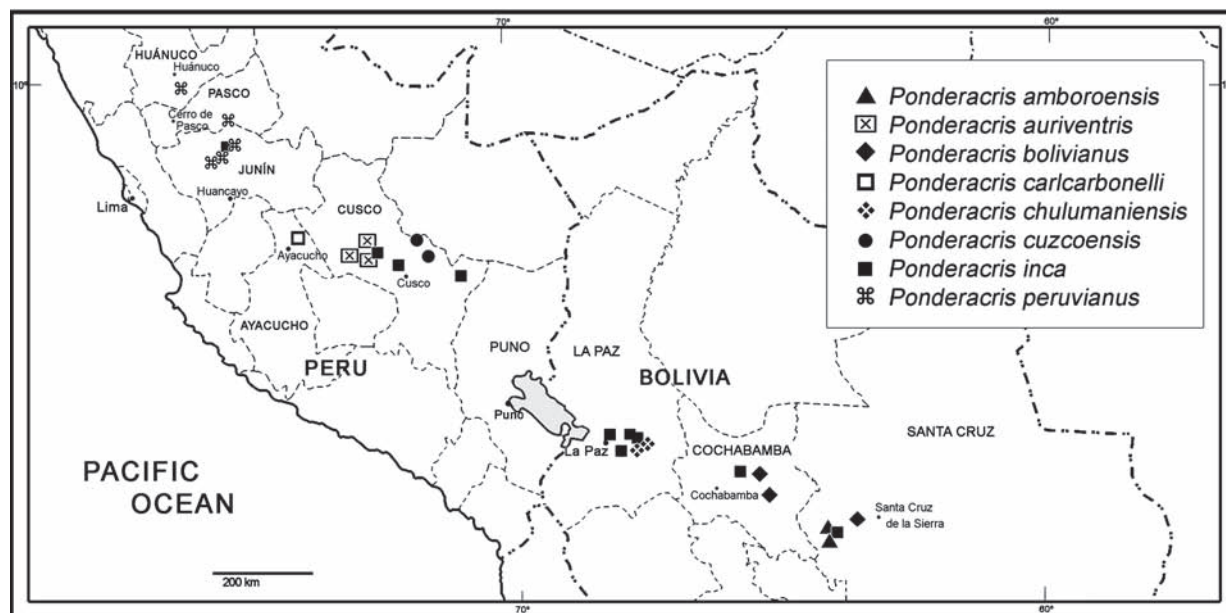 70°
60°
HUÁNUCO
Huánuco
10°
PASCO
Cerro de
Pasco
JUNÍN
Huancayo
Lima
CUSCO
Ayacucho
Cusco
AYACUCHO
PERU
PUNO
LA PAZ
BOLIVIA
Puno
La Paz
COCHABAMBA
Cochabamba
SANTA CRUZ
Santa Cruz
de la Sierra
PACIFIC
OCEAN
200 km
70°
60°
Ponderacris amboroensis
Ponderacris auriventris
Ponderacris bolivianus
Ponderacris carlcarbonelli
Ponderacris chulumaniensis
Ponderacris cuzcoensis
Ponderacris inca
Ponderacris peruvianus